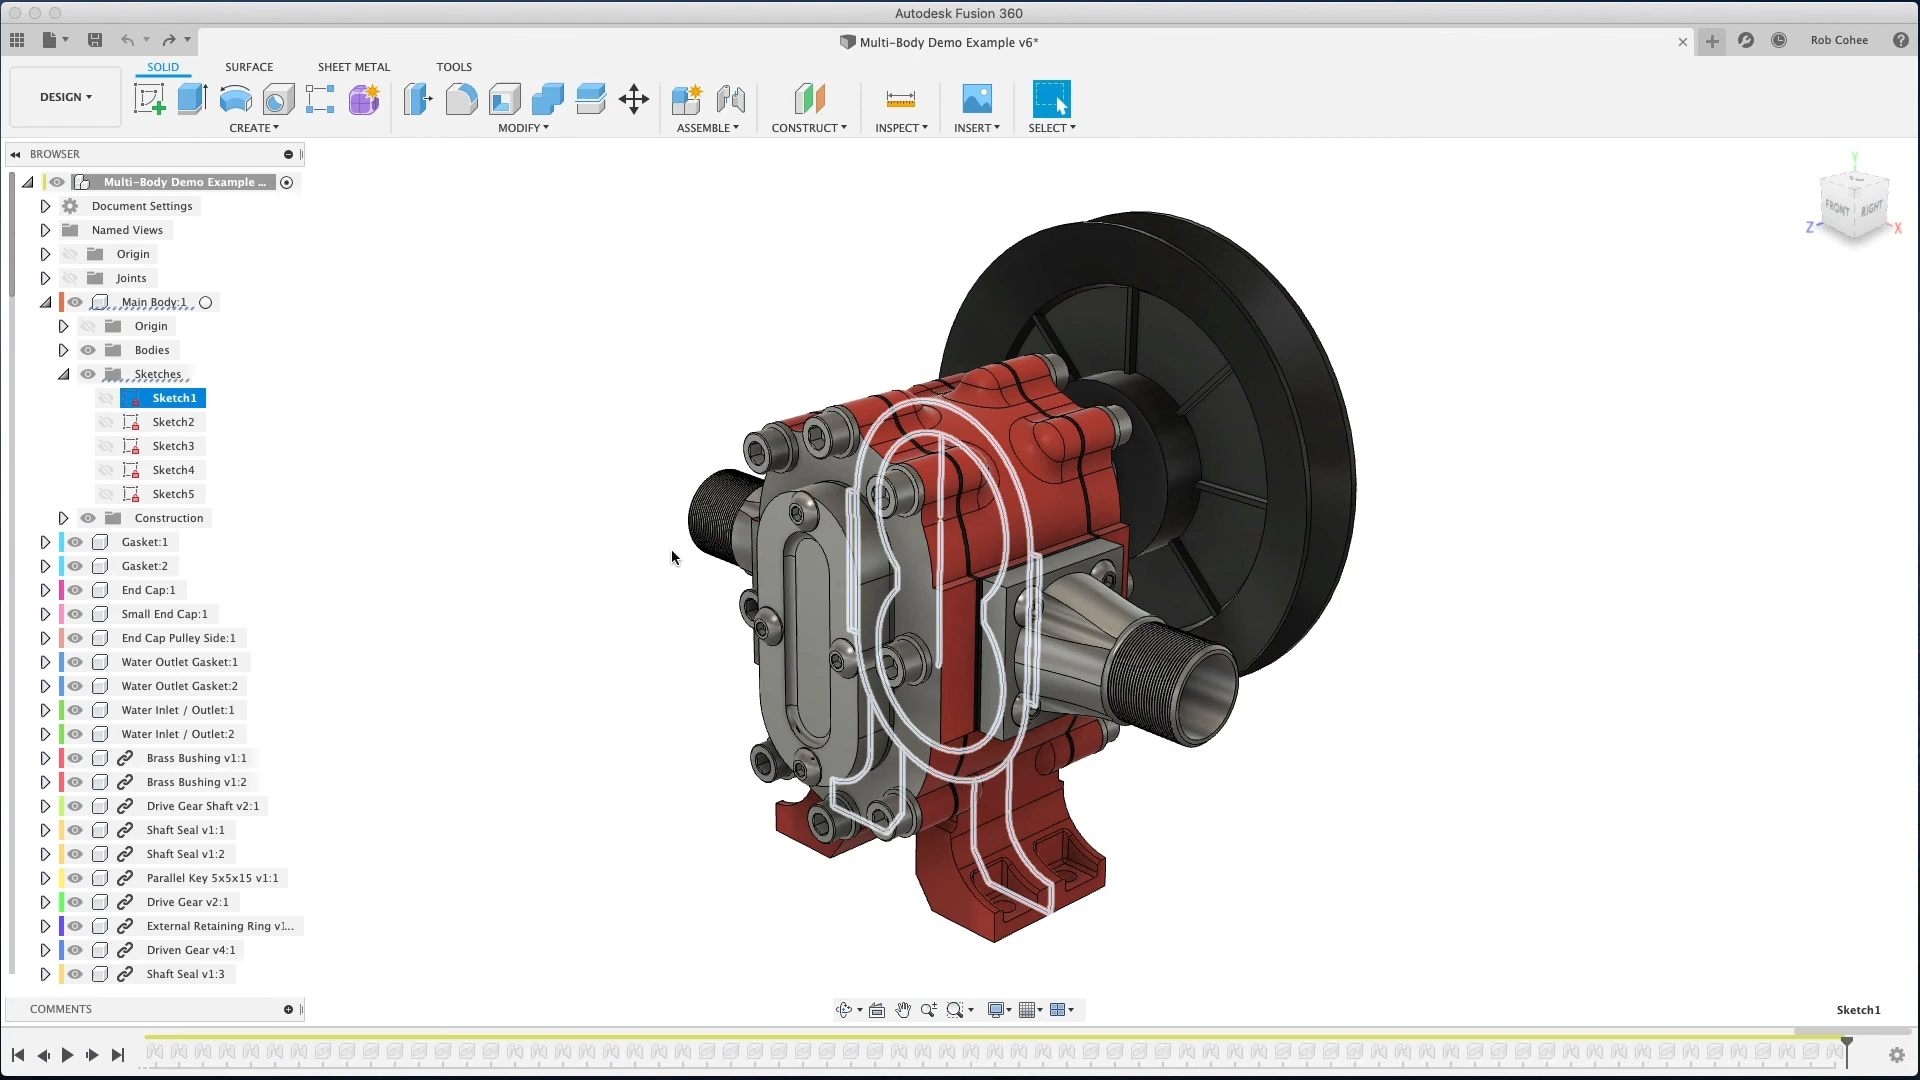 Autodesk Fusion 360
Multi-Body Demo Example v6*
Rob Cohee
SOLID SURFACE SHEET METAL TOOLS
DESIGN
CREATE MODIFY ASSEMBLE CONSTRUCT INSPECT INSERT SELECT
BROWSER
Multi-Body Demo Example ...
Document Settings
Named Views
Origin
Joints
Main Body:1
Origin
Bodies
Sketches
Sketch1
Sketch2
Sketch3
Sketch4
Sketch5
Construction
Gasket:1
Gasket:2
End Cap:1
Small End Cap:1
End Cap Pulley Side:1
Water Outlet Gasket:1
Water Outlet Gasket:2
Water Inlet / Outlet:1
Water Inlet / Outlet:2
Brass Bushing v1:1
Brass Bushing v1:2
Drive Gear Shaft v2:1
Shaft Seal v1:1
Shaft Seal v1:2
Parallel Key 5x5x15 v1:1
Drive Gear v2:1
External Retaining Ring v1...
Driven Gear v4:1
Shaft Seal v1:3
COMMENTS
Y
FRONT RIGHT
Z X
Sketch1